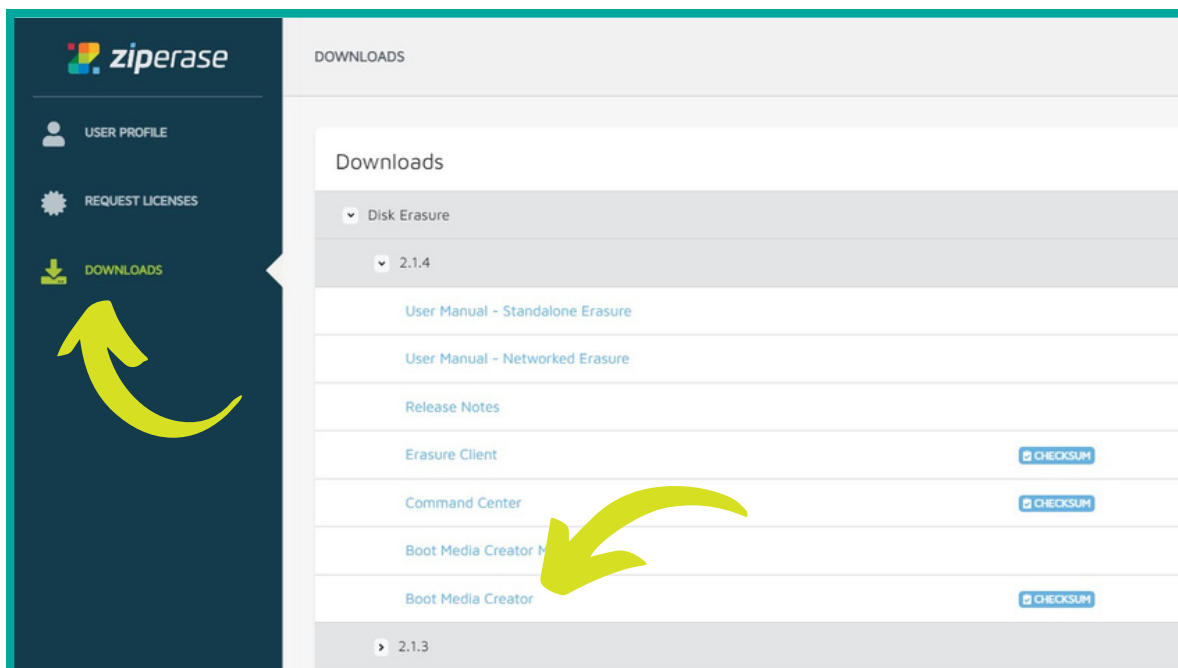 ziperase
DOWNLOADS
USER PROFILE
REQUEST LICENSES
DOWNLOADS
Downloads
Disk Erasure
2.1.4
User Manual - Standalone Erasure
User Manual - Networked Erasure
Release Notes
Erasure Client
CHECKSUM
Command Center
CHECKSUM
Boot Media Creator
Boot Media Creator
CHECKSUM
2.1.3